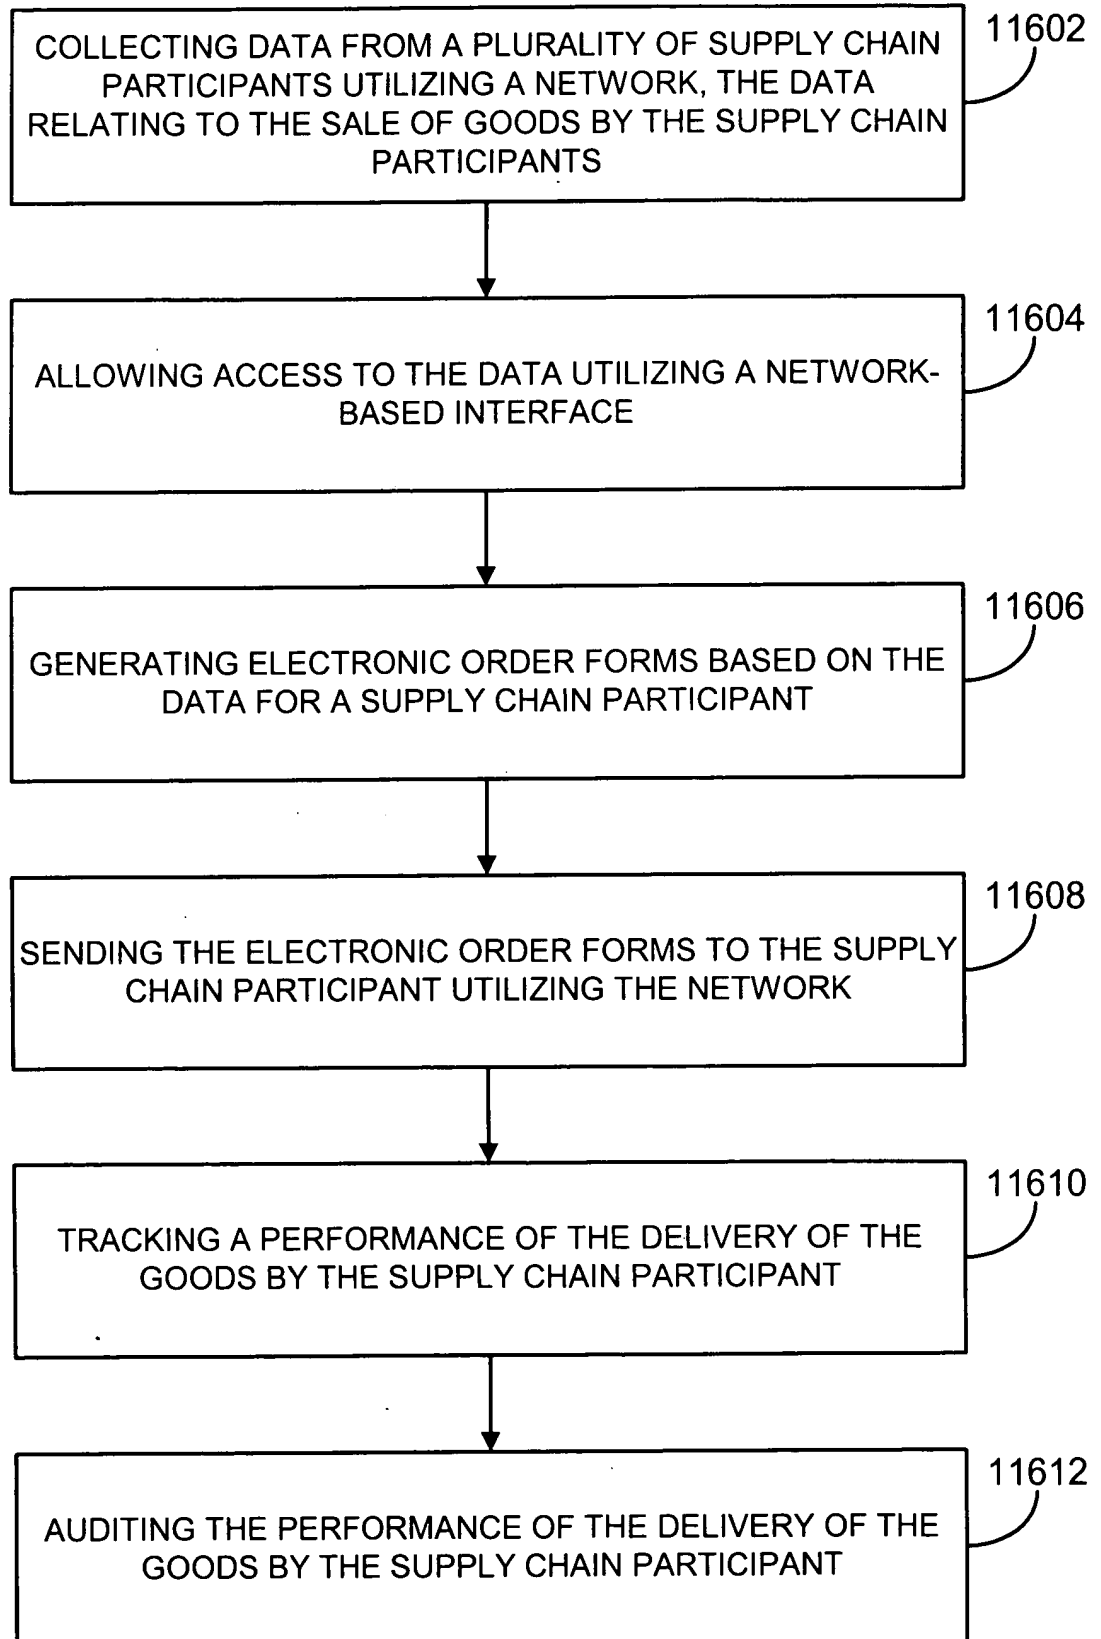 11602
COLLECTING DATA FROM A PLURALITY OF SUPPLY CHAIN
PARTICIPANTS UTILIZING A NETWORK, THE DATA
RELATING TO THE SALE OF GOODS BY THE SUPPLY CHAIN
PARTICIPANTS
11604
ALLOWING ACCESS TO THE DATA UTILIZING A NETWORK-
BASED INTERFACE
11606
GENERATING ELECTRONIC ORDER FORMS BASED ON THE
DATA FOR A SUPPLY CHAIN PARTICIPANT
11608
SENDING THE ELECTRONIC ORDER FORMS TO THE SUPPLY
CHAIN PARTICIPANT UTILIZING THE NETWORK
11610
TRACKING A PERFORMANCE OF THE DELIVERY OF THE
GOODS BY THE SUPPLY CHAIN PARTICIPANT
11612
AUDITING THE PERFORMANCE OF THE DELIVERY OF THE
GOODS BY THE SUPPLY CHAIN PARTICIPANT